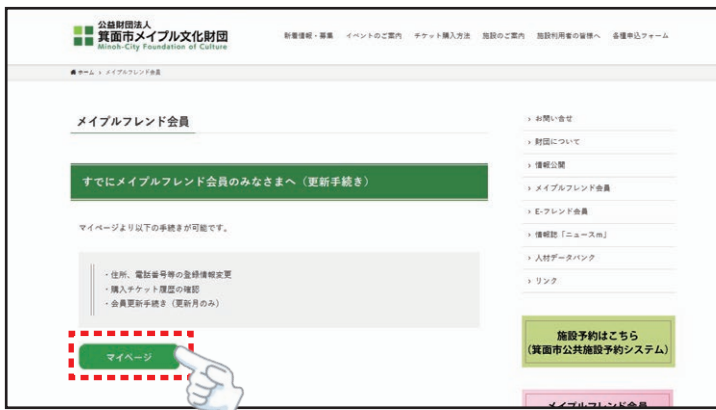 公益財団法人
箕面市メイプル文化財団
Minoh-City Foundation of Culture
新着情報・募集 イベントのご案内 チケット購入方法 施設のご案内 施設利用者の皆様へ 各種申込フォーム
ホーム › メイプルフレンド会員
メイプルフレンド会員
すでにメイプルフレンド会員のみなさまへ（更新手続き）
マイページより以下の手続きが可能です。
・住所、電話番号等の登録情報変更
・購入チケット履歴の確認
・会員更新手続き（更新月のみ）
マイページ
› お問い合せ
› 財団について
› 情報公開
› メイプルフレンド会員
› E-フレンド会員
› 情報誌「ニュースm」
› 人材データバンク
› リンク
施設予約はこちら
(箕面市公共施設予約システム)
メイプルフレンド会員